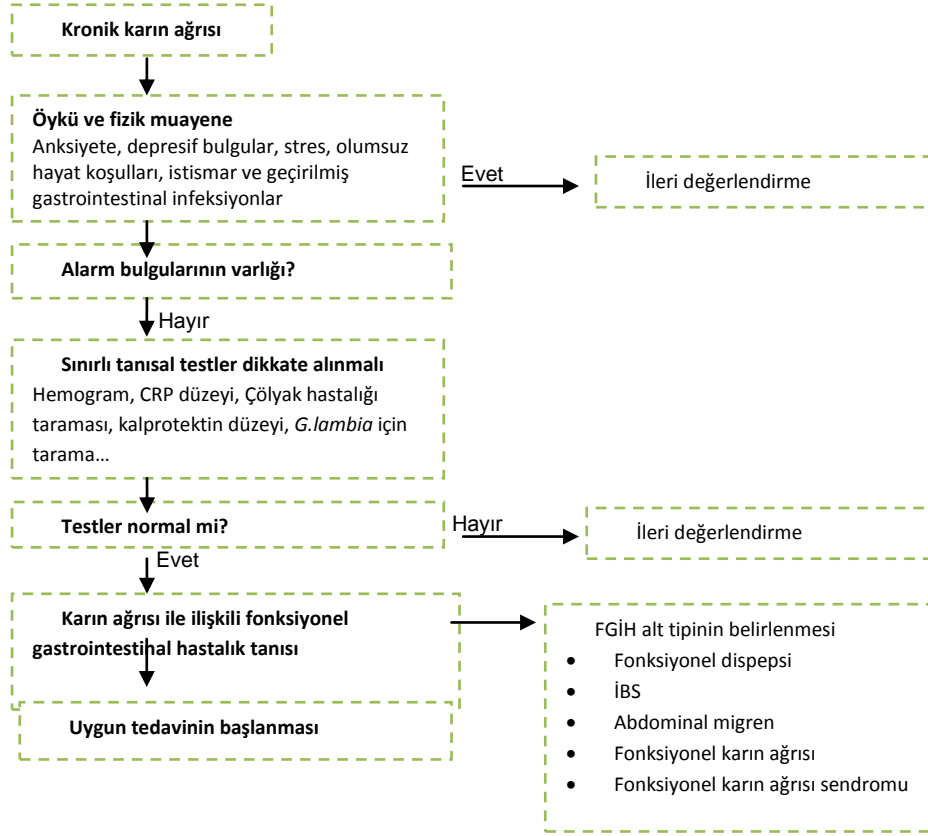 Kronik karın ağrısı
Öykü ve fizik muayene
Anksiyete, depresif bulgular, stres, olumsuz
hayat koşulları, istismar ve geçirilmiş
gastrointestinal infeksiyonlar
Evet
İleri değerlendirme
Alarm bulgularının varlığı?
Hayır
Sınırlı tanısal testler dikkate alınmalı
Hemogram, CRP düzeyi, Çölyak hastalığı
taraması, kalprotektin düzeyi, G.lambia için
tarama…
Testler normal mi?
Hayır
İleri değerlendirme
Evet
Karın ağrısı ile ilişkili fonksiyonel
gastrointestinal hastalık tanısı
Uygun tedavinin başlanması
FGİH alt tipinin belirlenmesi
• Fonksiyonel dispepsi
• İBS
• Abdominal migren
• Fonksiyonel karın ağrısı
• Fonksiyonel karın ağrısı sendromu